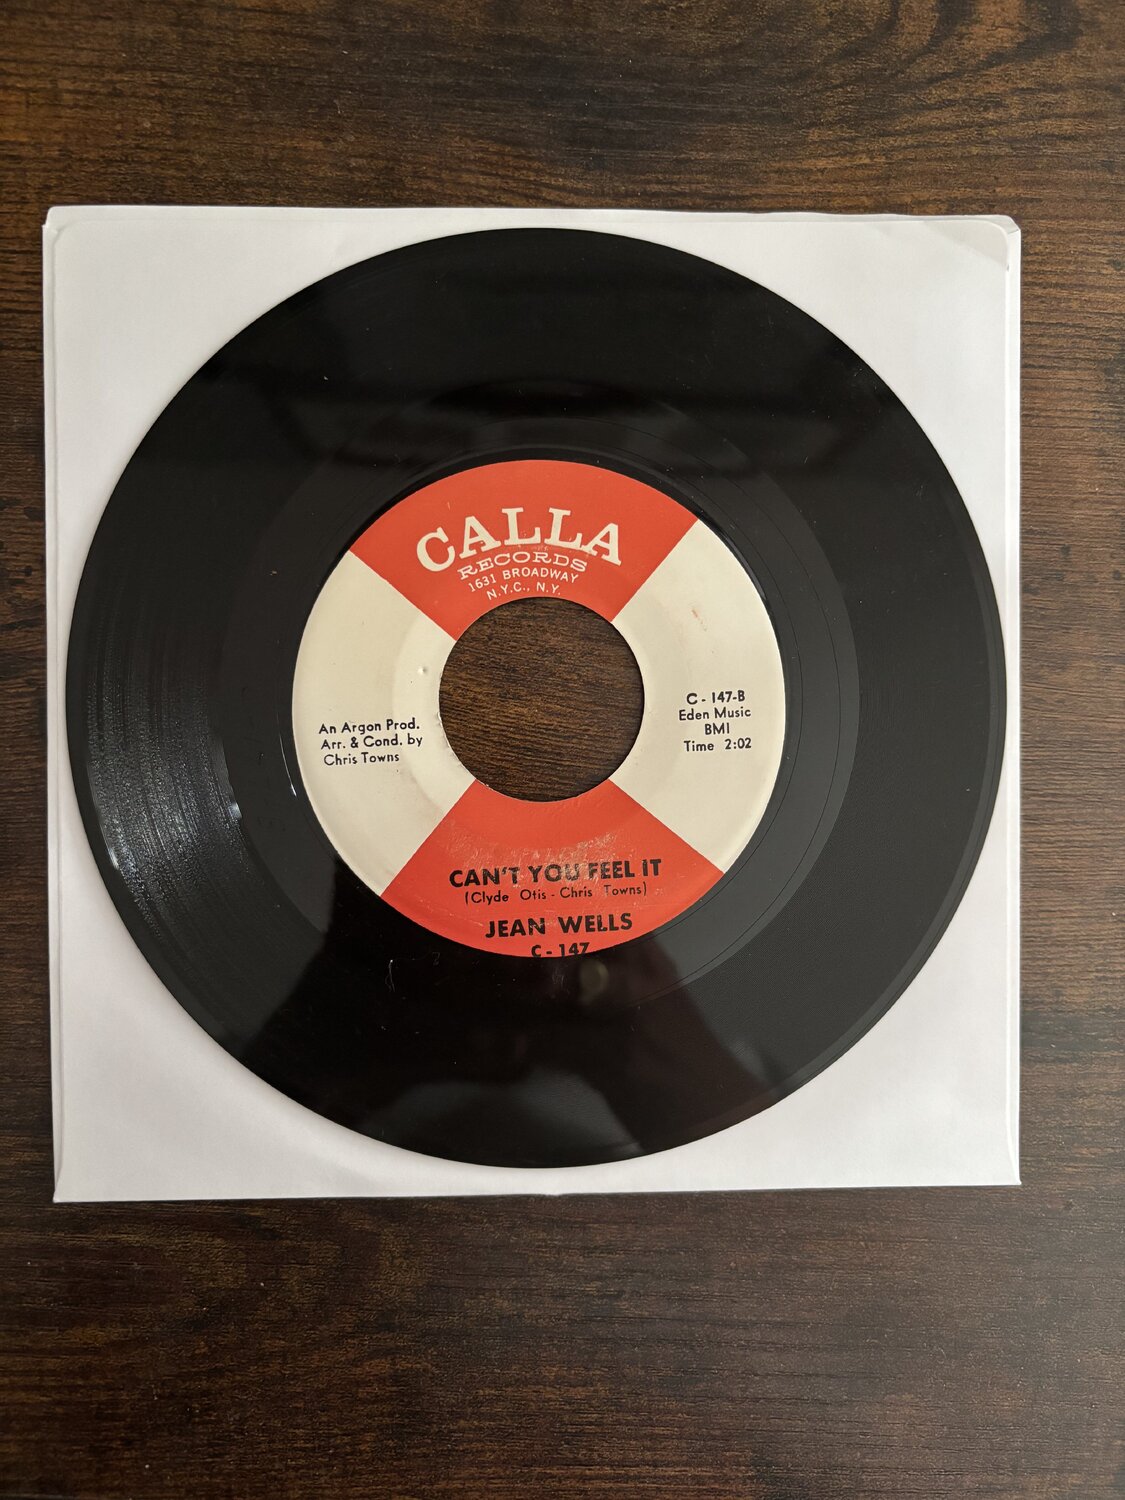 CALLA
RECORDS
1631 BROADWAY
N.Y.C., N.Y.
An Argon Prod.
Arr. & Cond. by
Chris Towns
C - 147-B
Eden Music
BMI
Time 2:02
CAN'T YOU FEEL IT
(Clyde Otis - Chris Towns)
JEAN WELLS
C - 147